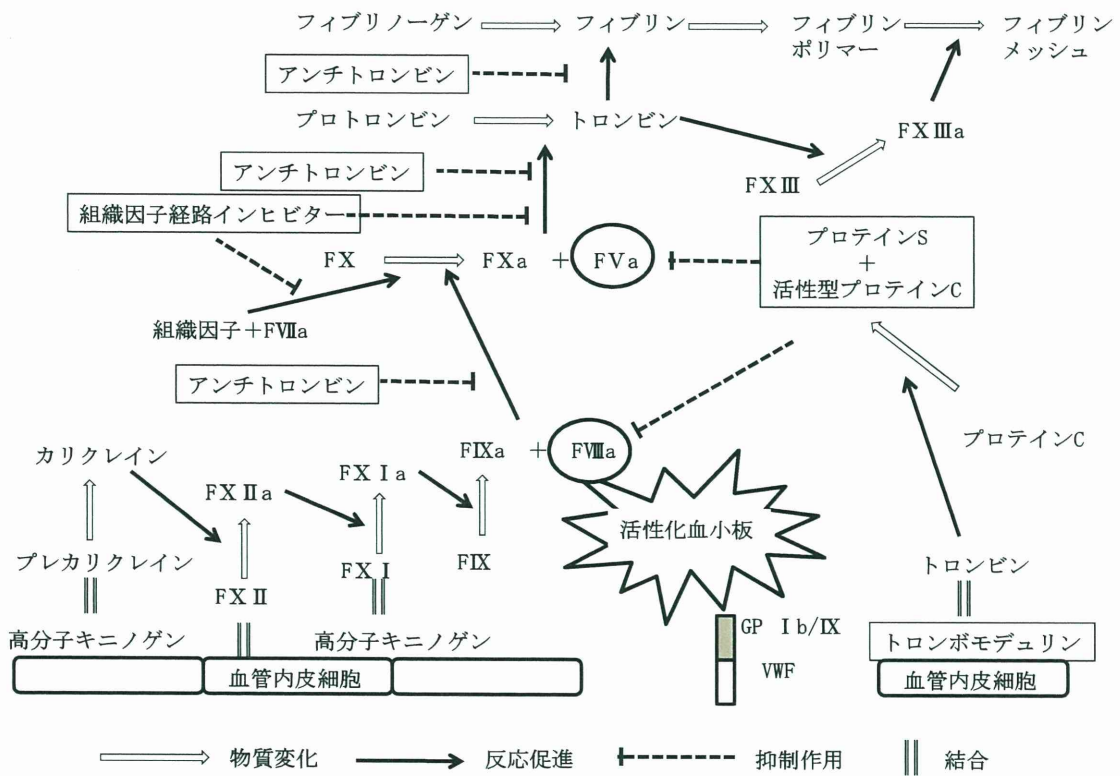 フィブリノーゲン
フィブリン
フィブリン
ポリマー
フィブリン
メッシュ
アンチトロンビン
プロトロンビン
トロンビン
FXⅢa
FXⅢ
アンチトロンビン
組織因子経路インヒビター
FX
FXa
+
FVa
プロテインS
+
活性型プロテインC
組織因子+FⅦa
アンチトロンビン
プロテインC
カリクレイン
FXⅡa
FXⅠa
FⅨa
+
FⅧa
活性化血小板
プレカリクレイン
FXⅡ
FXⅠ
FⅨ
トロンビン
高分子キニノゲン
高分子キニノゲン
GP Ⅰb/Ⅸ
VWF
トロンボモデュリン
血管内皮細胞
血管内皮細胞
物質変化
反応促進
抑制作用
結合